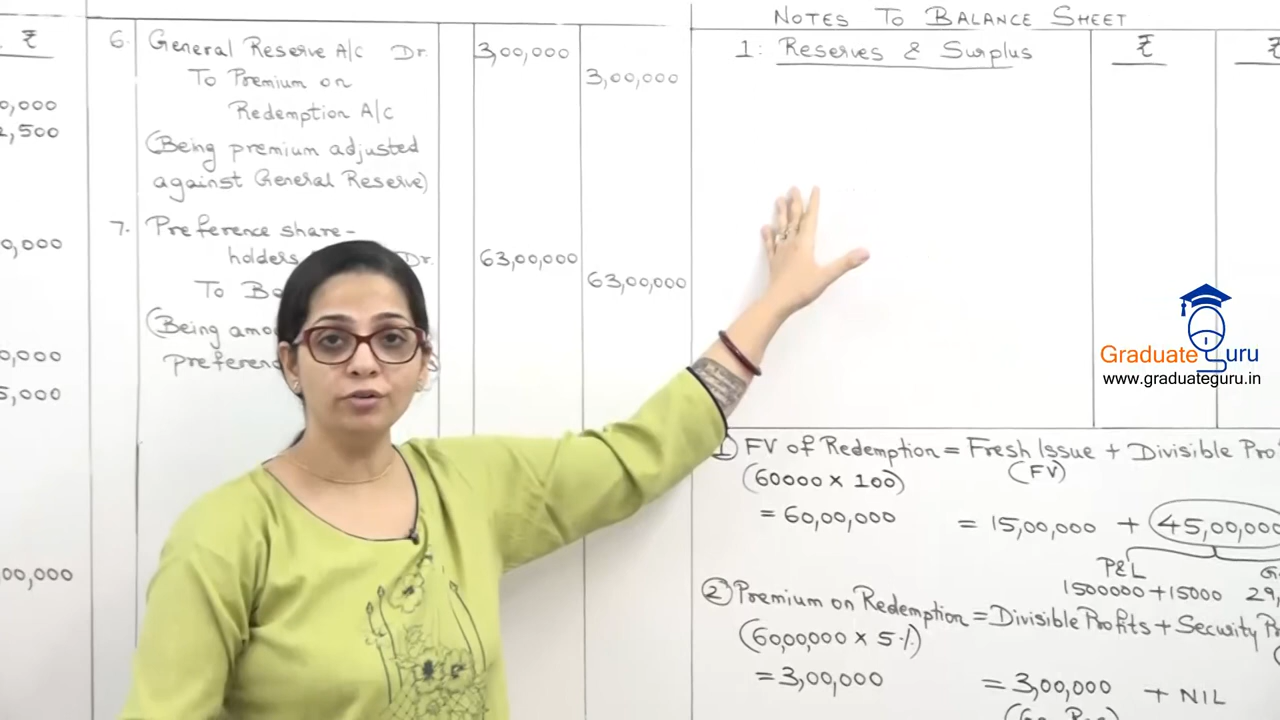 ₹
0,000
2,500
0,000
0,000
5,000
00,000
6. General Reserve A/C Dr. 3,00,000
To Premium on 3,00,000
Redemption A/C
(Being premium adjusted
against General Reserve)
7. Preference share-
holders Dr. 63,00,000
To 63,00,000
(Being
NOTES TO BALANCE SHEET
1: Reserves & Surplus ₹ ₹
Graduate Guru
www.graduateguru.in
① FV of Redemption = Fresh Issue + Divisible
(60000 × 100) (FV)
= 60,00,000 = 15,00,000 + 45,00,000
P&L
1500000 + 15000 29,
② Premium on Redemption = Divisible Profits + Security
(60,00,000 × 5%)
= 3,00,000 = 3,00,000 + NIL